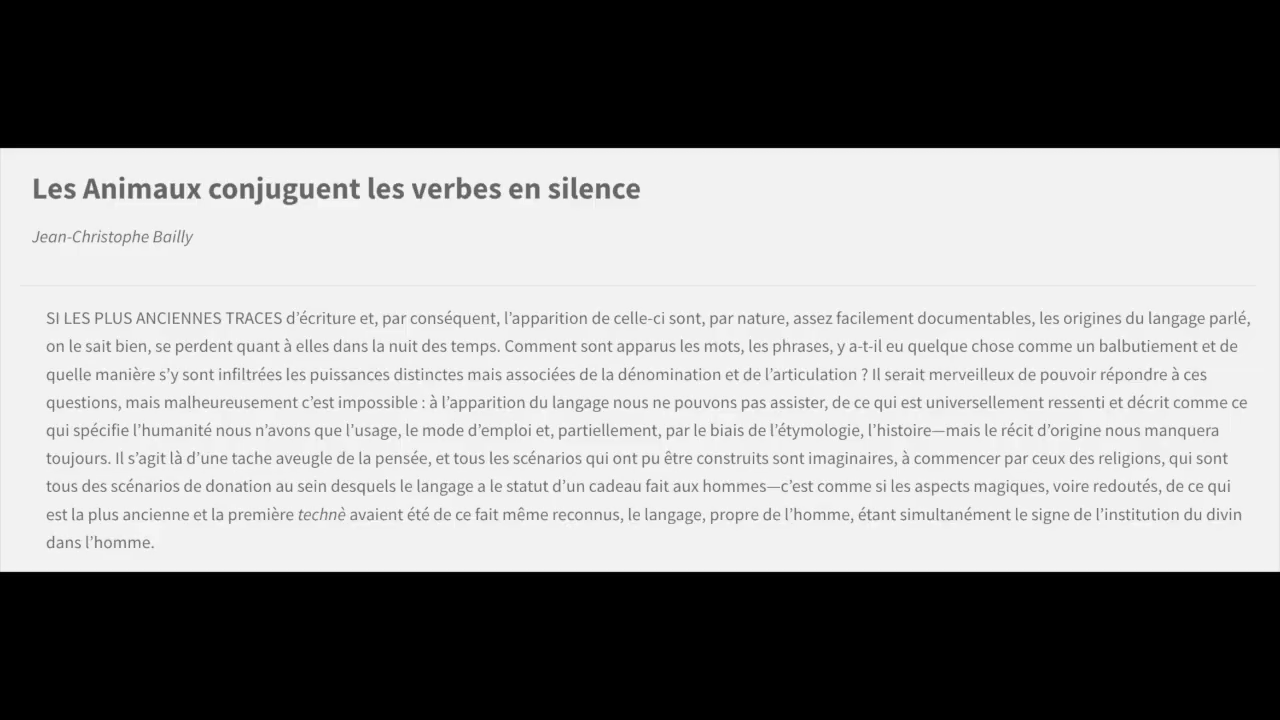 Les Animaux conjuguent les verbes en silence
Jean-Christophe Bailly
SI LES PLUS ANCIENNES TRACES d’écriture et, par conséquent, l’apparition de celle-ci sont, par nature, assez facilement documentables, les origines du langage parlé,
on le sait bien, se perdent quant à elles dans la nuit des temps. Comment sont apparus les mots, les phrases, y a-t-il eu quelque chose comme un balbutiement et de
quelle manière s’y sont infiltrées les puissances distinctes mais associées de la dénomination et de l’articulation ? Il serait merveilleux de pouvoir répondre à ces
questions, mais malheureusement c’est impossible : à l’apparition du langage nous ne pouvons pas assister, de ce qui est universellement ressenti et décrit comme ce
qui spécifie l’humanité nous n’avons que l’usage, le mode d’emploi et, partiellement, par le biais de l’étymologie, l’histoire—mais le récit d’origine nous manquera
toujours. Il s’agit là d’une tache aveugle de la pensée, et tous les scénarios qui ont pu être construits sont imaginaires, à commencer par ceux des religions, qui sont
tous des scénarios de donation au sein desquels le langage a le statut d’un cadeau fait aux hommes—c’est comme si les aspects magiques, voire redoutés, de ce qui
est la plus ancienne et la première technè avaient été de ce fait même reconnus, le langage, propre de l’homme, étant simultanément le signe de l’institution du divin
dans l’homme.